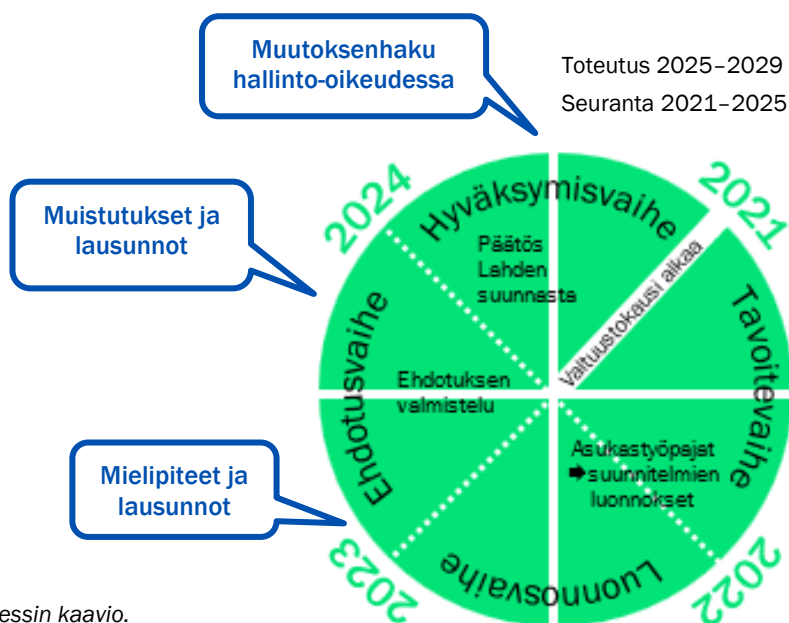 Muutoksenhaku
hallinto-oikeudessa
Toteutus 2025–2029
Seuranta 2021–2025
Muistutukset ja
lausunnot
2024
Hyväksymisvaihe
2021
Päätös
Lahden
suunnasta
Valtuustokausi alkaa
Tavoitevaihe
Ehdotusvaihe
Ehdotuksen
valmistelu
Asukastyöpajat
➡suunnitelmien
luonnokset
Mielipiteet ja
lausunnot
2023
Luonnosvaihe
2022
essin kaavio.